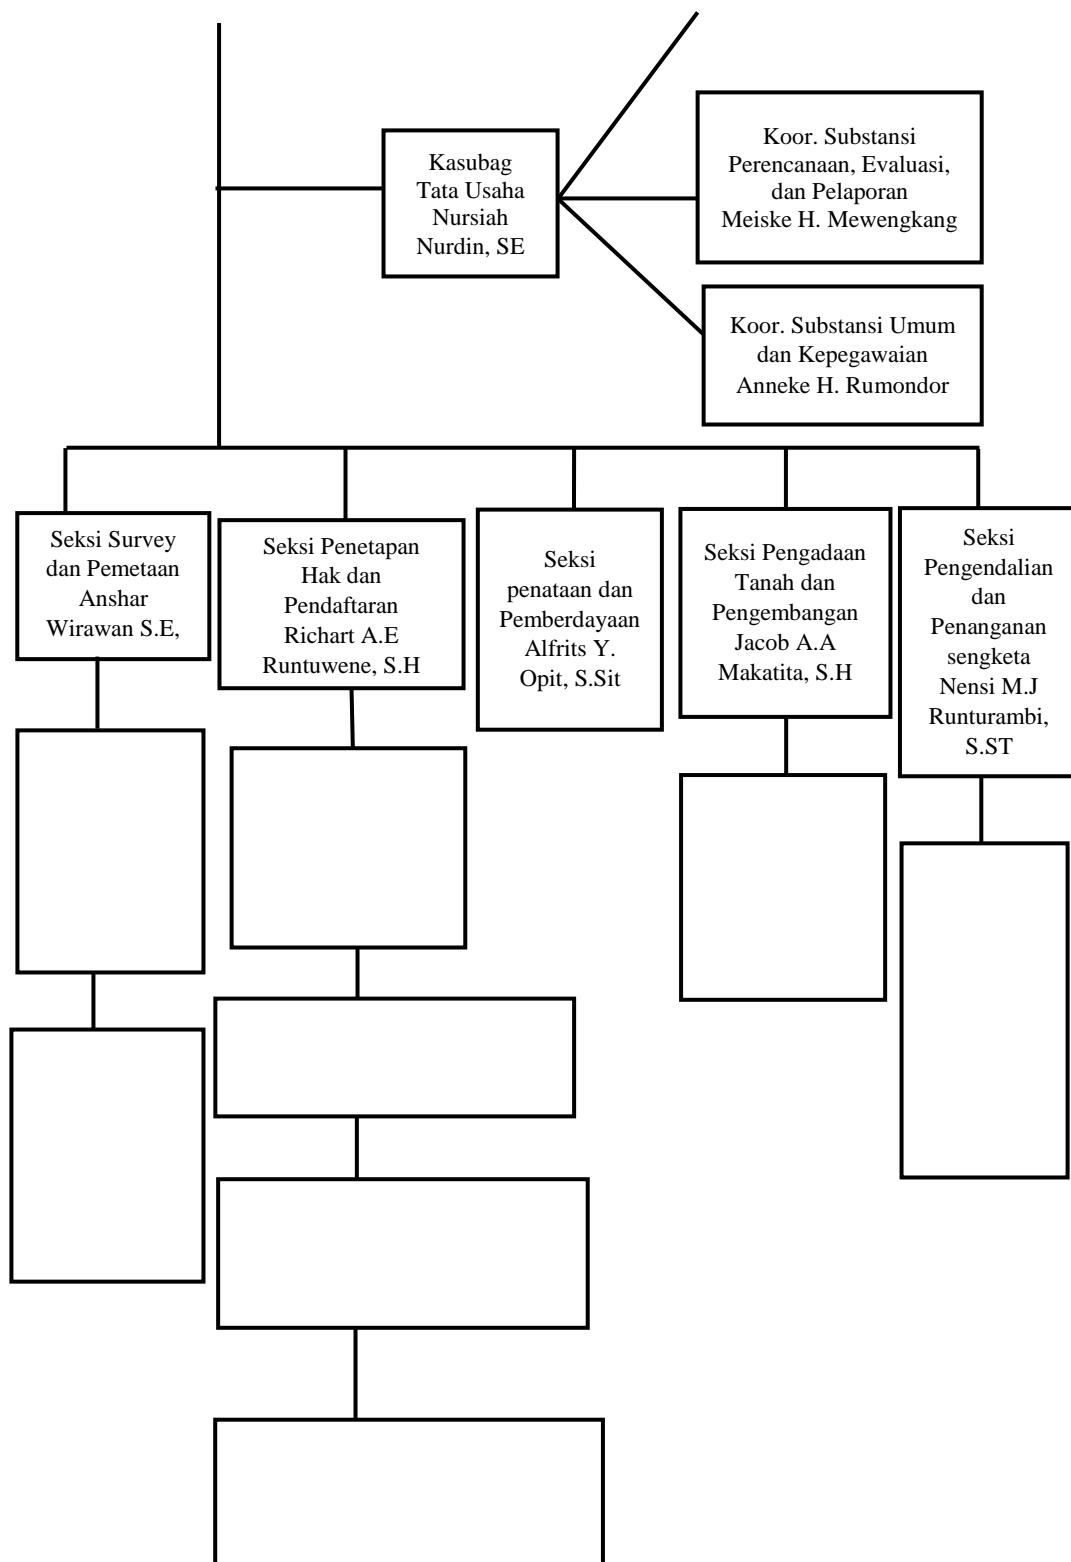 Kasubag
Tata Usaha
Nursiah
Nurdin, SE
Koor. Substansi
Perencanaan, Evaluasi,
dan Pelaporan
Meiske H. Mewengkang
Koor. Substansi Umum
dan Kepegawaian
Anneke H. Rumondor
Seksi Survey
dan Pemetaan
Anshar
Wirawan S.E,
Seksi Penetapan
Hak dan
Pendaftaran
Richart A.E
Runtuwene, S.H
Seksi
penataan dan
Pemberdayaan
Alfrits Y.
Opit, S.Sit
Seksi Pengadaan
Tanah dan
Pengembangan
Jacob A.A
Makatita, S.H
Seksi
Pengendalian
dan
Penanganan
sengketa
Nensi M.J
Runturambi,
S.ST